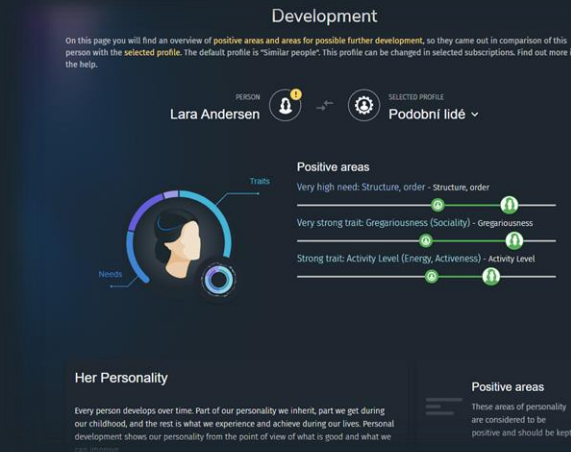 Development
On this page you will find an overview of positive areas and areas for possible further development, so they came out in comparison of this
person with the selected profile. The default profile is "Similar people". This profile can be changed in selected subscriptions. Find out more
the help.
PERSON
Lara Andersen
SELECTED PROFILE
Podobní lidé
Traits
Needs
Positive areas
Very high need: Structure, order - Structure, order
Very strong trait: Gregariousness (Sociality) - Gregariousness
Strong trait: Activity Level (Energy, Activeness) - Activity Level
Her Personality
Every person develops over time. Part of our personality we inherit, part we get during
our childhood, and the rest is what we experience and achieve during our lives. Personal
development shows our personality from the point of view of what is good and what we
can improve
Positive areas
These areas of personality
are considered to be
positive and should be kept